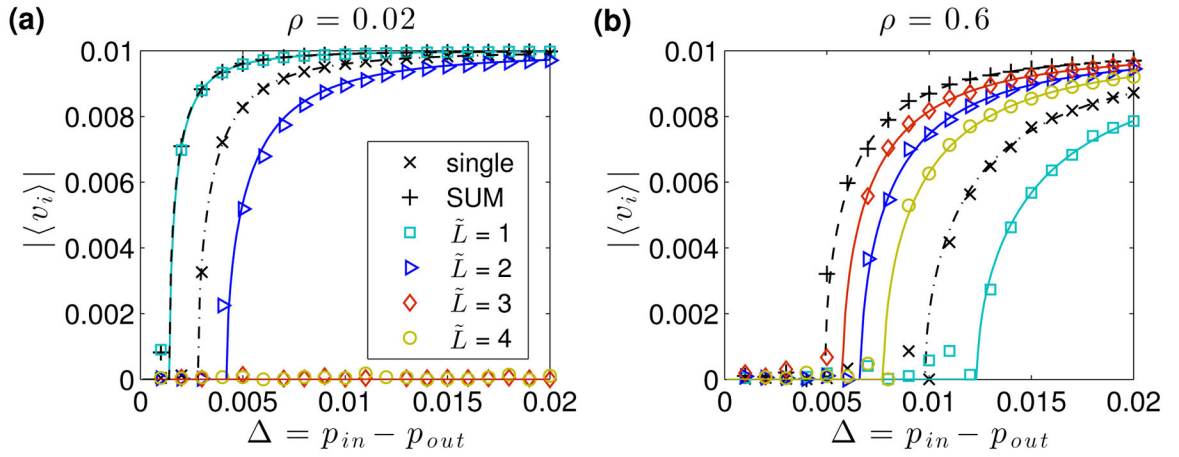 (a)
ρ = 0.02
0.01
0.008
0.006
0.004
0.002
0
|⟨v_i⟩|
single
SUM
L̃ = 1
L̃ = 2
L̃ = 3
L̃ = 4
0 0.005 0.01 0.015 0.02
Δ = p_in − p_out
(b)
ρ = 0.6
0.01
0.008
0.006
0.004
0.002
0
|⟨v_i⟩|
0 0.005 0.01 0.015 0.02
Δ = p_in − p_out